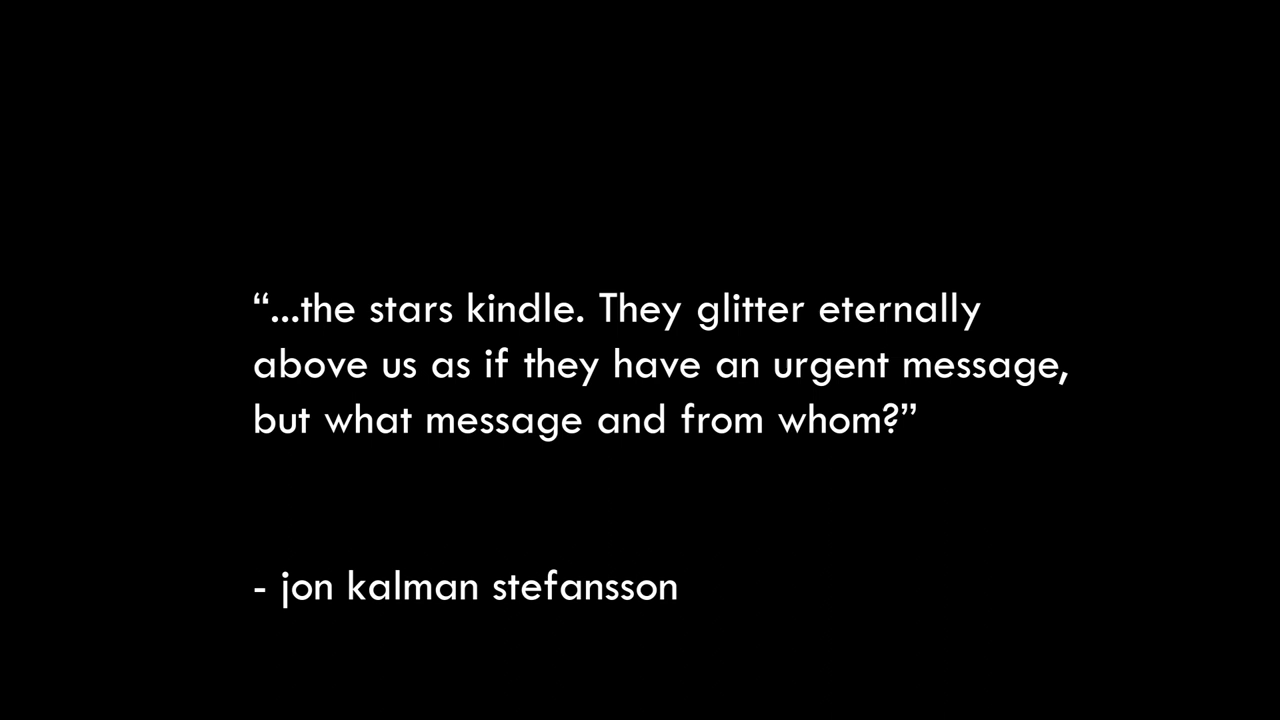 “...the stars kindle. They glitter eternally
above us as if they have an urgent message,
but what message and from whom?”
- jon kalman stefansson